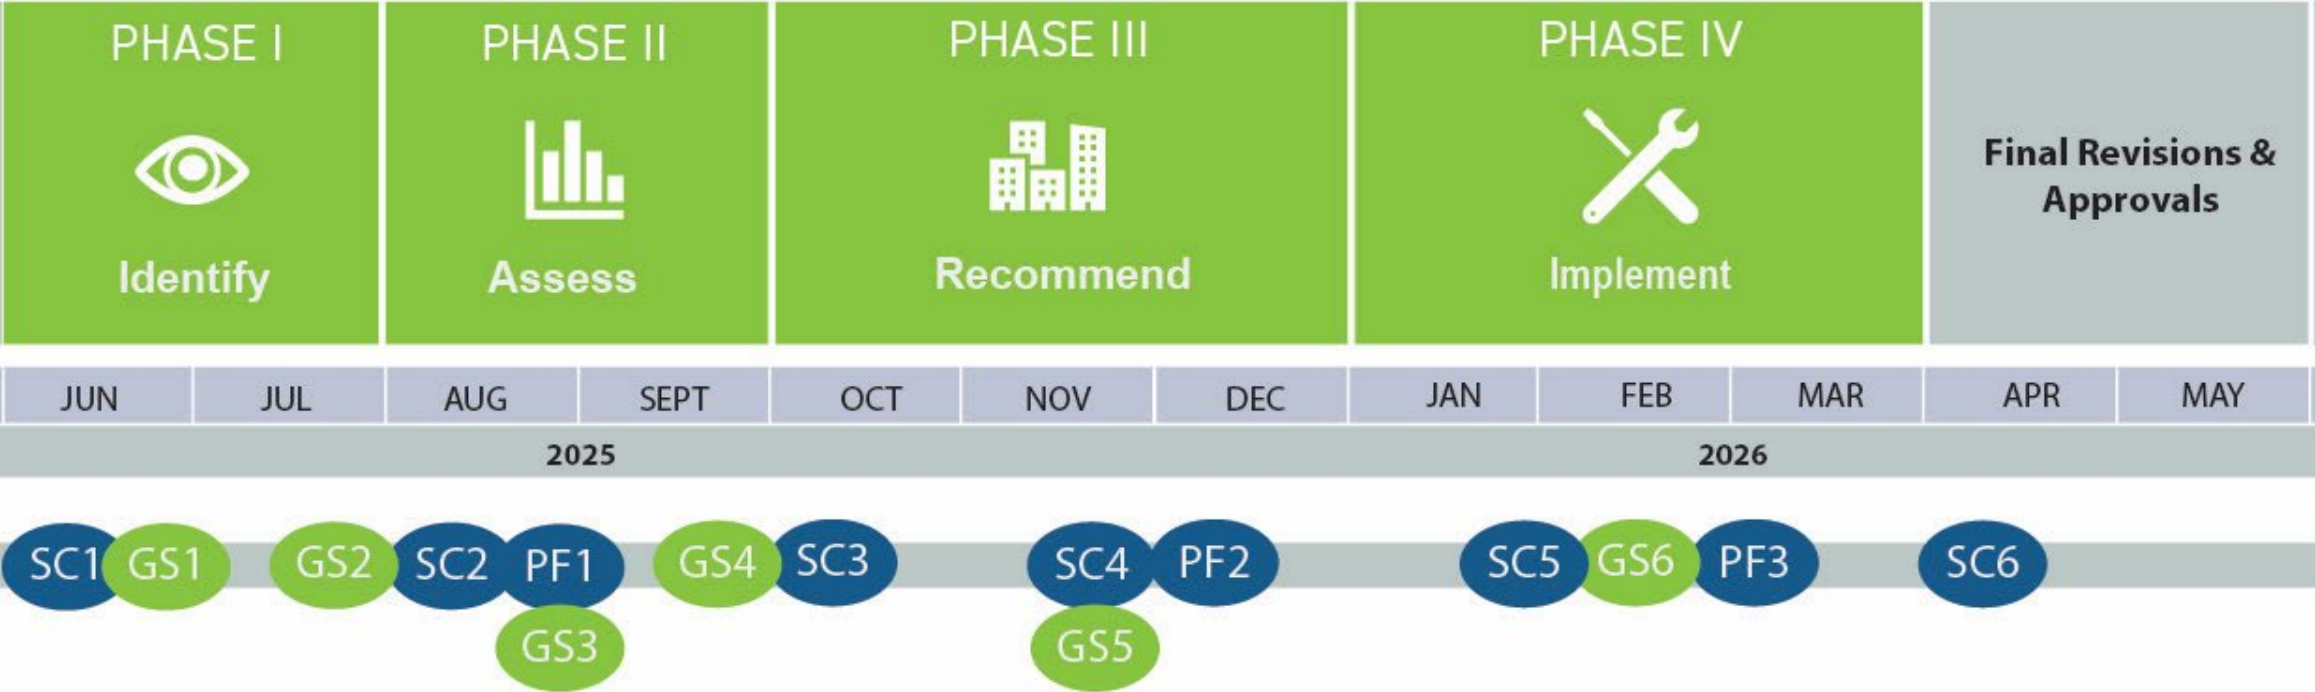 PHASE I
Identify
PHASE II
Assess
PHASE III
Recommend
PHASE IV
Implement
Final Revisions &
Approvals
JUN JUL AUG SEPT OCT NOV DEC JAN FEB MAR APR MAY
2025 2026
SC1 GS1 GS2 SC2 PF1 GS4 SC3 SC4 PF2 SC5 GS6 PF3 SC6
GS3 GS5